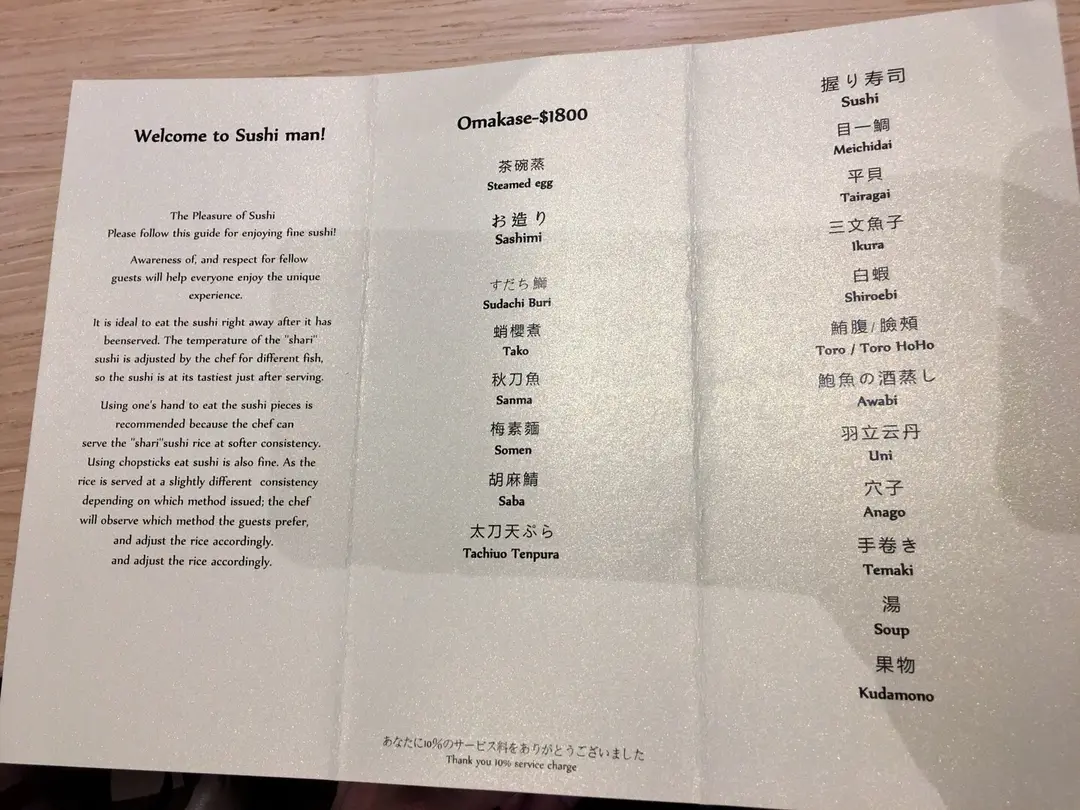 Welcome to Sushi man!
The Pleasure of Sushi
Please follow this guide for enjoying fine sushi!
Awareness of, and respect for fellow
guests will help everyone enjoy the unique
experience.
It is ideal to eat the sushi right away after it has
beenserved. The temperature of the "shari"
sushi is adjusted by the chef for different fish,
so the sushi is at its tastiest just after serving.
Using one's hand to eat the sushi pieces is
recommended because the chef can
serve the "shari"sushi rice at softer consistency.
Using chopsticks eat sushi is also fine. As the
rice is served at a slightly different consistency
depending on which method issued; the chef
will observe which method the guests prefer,
and adjust the rice accordingly.
and adjust the rice accordingly.
Omakase-$1800
茶碗蒸
Steamed egg
お造り
Sashimi
すだち鰤
Sudachi Buri
蛸櫻煮
Tako
秋刀魚
Sanma
梅素麺
Somen
胡麻鯖
Saba
太刀天ぷら
Tachiuo Tenpura
あなたに10%のサービス料をありがとうございました
Thank you 10% service charge
握り寿司
Sushi
目一鯛
Meichidai
平貝
Tairagai
三文魚子
Ikura
白蝦
Shiroebi
鮪腹/臉頰
Toro / Toro HoHo
鮑魚の酒蒸し
Awabi
羽立云丹
Uni
穴子
Anago
手巻き
Temaki
湯
Soup
果物
Kudamono